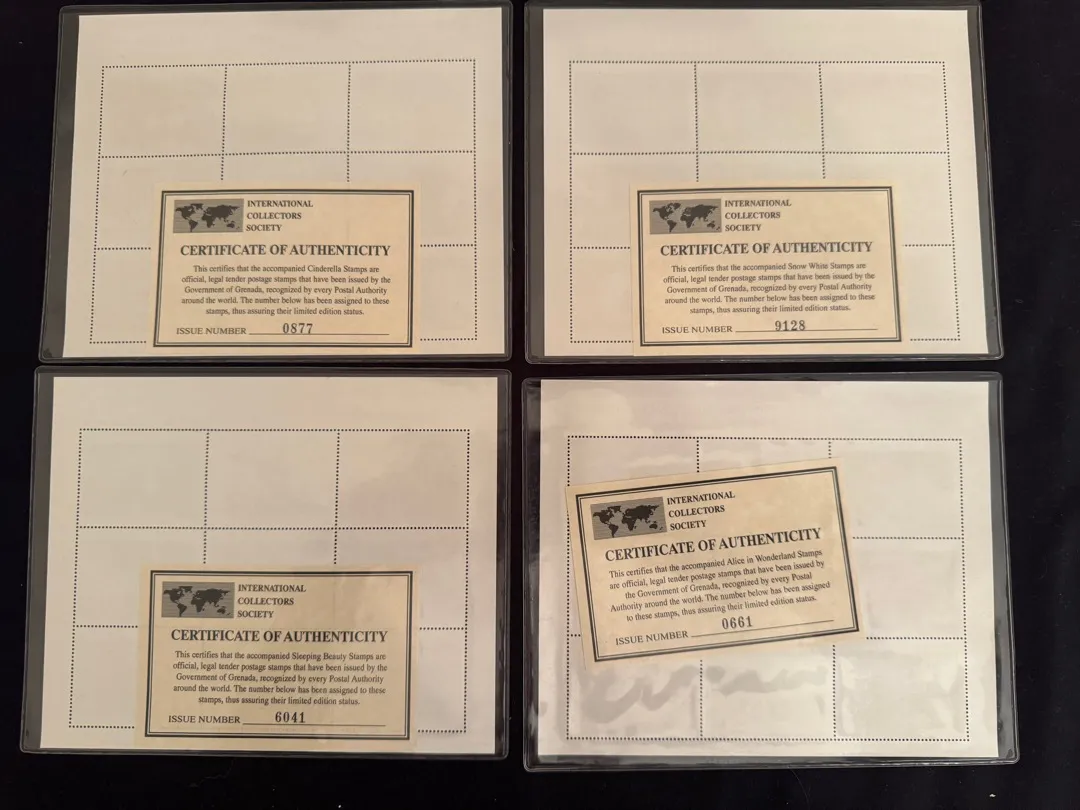 INTERNATIONAL
COLLECTORS
SOCIETY
CERTIFICATE OF AUTHENTICITY
This certifies that the accompanied Cinderella Stamps are
official, legal tender postage stamps that have been issued by the
Government of Grenada, recognized by every Postal Authority
around the world. The number below has been assigned to these
stamps, thus assuring their limited edition status.
ISSUE NUMBER 0877
INTERNATIONAL
COLLECTORS
SOCIETY
CERTIFICATE OF AUTHENTICITY
This certifies that the accompanied Snow White Stamps are
official, legal tender postage stamps that have been issued by the
Government of Grenada, recognized by every Postal Authority
around the world. The number below has been assigned to these
stamps, thus assuring their limited edition status.
ISSUE NUMBER 9128
INTERNATIONAL
COLLECTORS
SOCIETY
CERTIFICATE OF AUTHENTICITY
This certifies that the accompanied Sleeping Beauty Stamps are
official, legal tender postage stamps that have been issued by the
Government of Grenada, recognized by every Postal Authority
around the world. The number below has been assigned to these
stamps, thus assuring their limited edition status.
ISSUE NUMBER 6041
INTERNATIONAL
COLLECTORS
SOCIETY
CERTIFICATE OF AUTHENTICITY
This certifies that the accompanied Alice in Wonderland Stamps
are official, legal tender postage stamps that have been issued by
the Government of Grenada, recognized by every Postal
Authority around the world. The number below has been assigned
to these stamps, thus assuring their limited edition status.
ISSUE NUMBER 0661